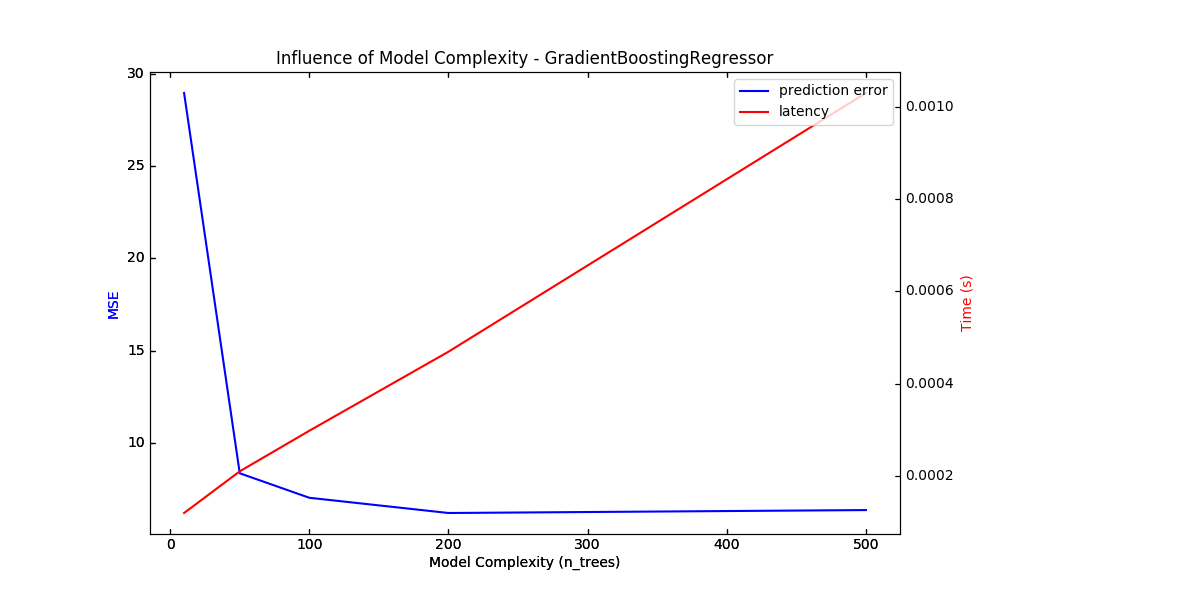 Influence of Model Complexity - GradientBoostingRegressor
prediction error
latency
30
25
20
15
10
MSE
0.0010
0.0008
0.0006
0.0004
0.0002
Time (s)
0 100 200 300 400 500
Model Complexity (n_trees)